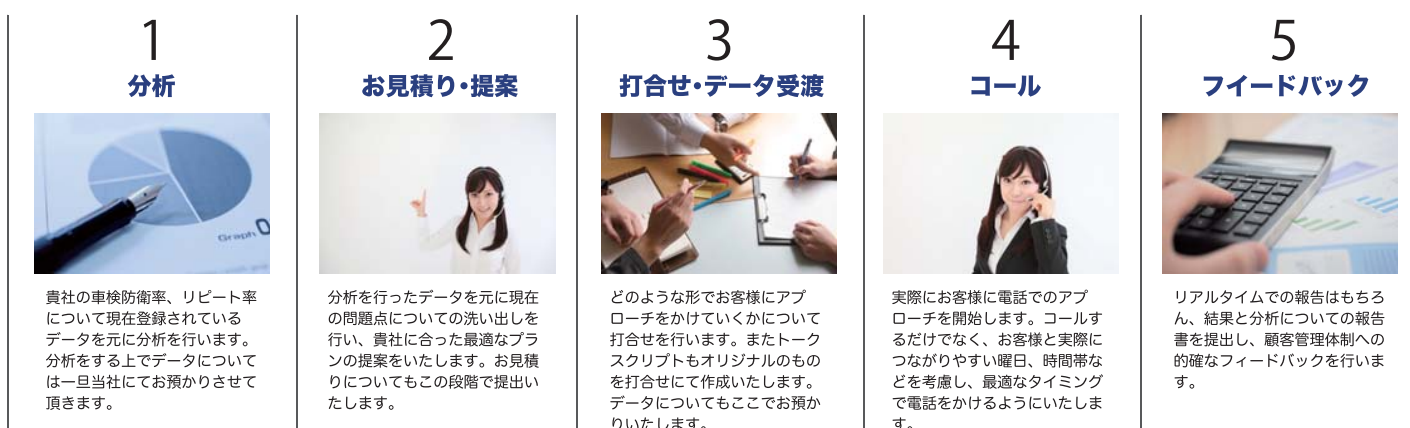 1
分析
Graph 0
貴社の車検防衛率、リピート率
について現在登録されている
データを元に分析を行います。
分析をする上でデータについて
は一旦当社にてお預かりさせて
頂きます。
2
お見積り・提案
分析を行ったデータを元に現在
の問題点についての洗い出しを
行い、貴社に合った最適なプラ
ンの提案をいたします。お見積
りについてもこの段階で提出い
たします。
3
打合せ・データ受渡
どのような形でお客様にアプ
ローチをかけていくかについて
打合せを行います。またトーク
スクリプトもオリジナルのもの
を打合せにて作成いたします。
データについてもここでお預か
りいたします。
4
コール
実際にお客様に電話でのアプ
ローチを開始します。コールす
るだけでなく、お客様と実際に
つながりやすい曜日、時間帯な
どを考慮し、最適なタイミング
で電話をかけるようにいたしま
す。
5
フイードバック
リアルタイムでの報告はもちろ
ん、結果と分析についての報告
書を提出し、顧客管理体制への
的確なフィードバックを行いま
す。